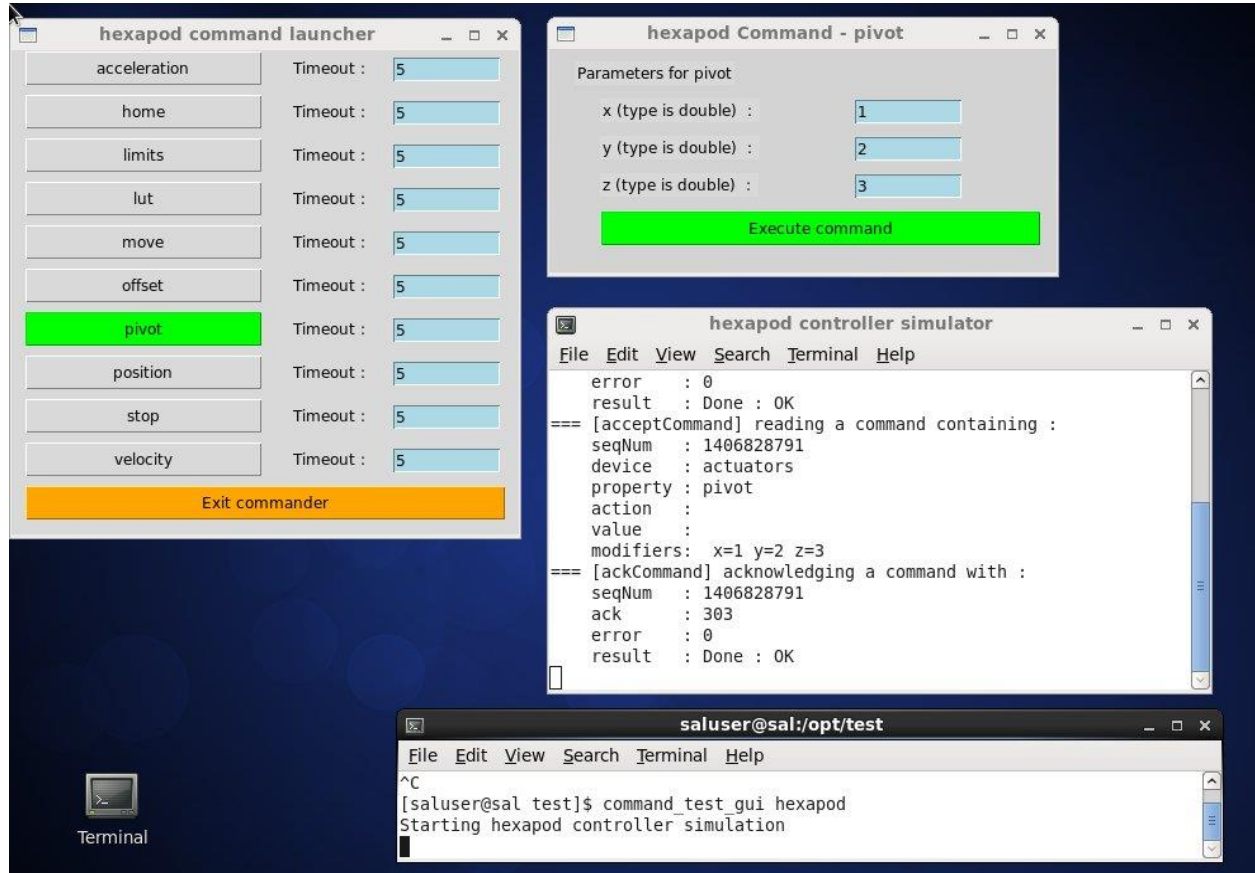 hexapod command launcher
acceleration Timeout : 5
home Timeout : 5
limits Timeout : 5
lut Timeout : 5
move Timeout : 5
offset Timeout : 5
pivot Timeout : 5
position Timeout : 5
stop Timeout : 5
velocity Timeout : 5
Exit commander
hexapod Command - pivot
Parameters for pivot
x (type is double) : 1
y (type is double) : 2
z (type is double) : 3
Execute command
hexapod controller simulator
File Edit View Search Terminal Help
error : 0
result : Done : OK
=== [acceptCommand] reading a command containing :
seqNum : 1406828791
device : actuators
property : pivot
action :
value :
modifiers: x=1 y=2 z=3
=== [ackCommand] acknowledging a command with :
seqNum : 1406828791
ack : 303
error : 0
result : Done : OK
saluser@sal:/opt/test
File Edit View Search Terminal Help
^C
[saluser@sal test]$ command_test_gui hexapod
Starting hexapod controller simulation
Terminal